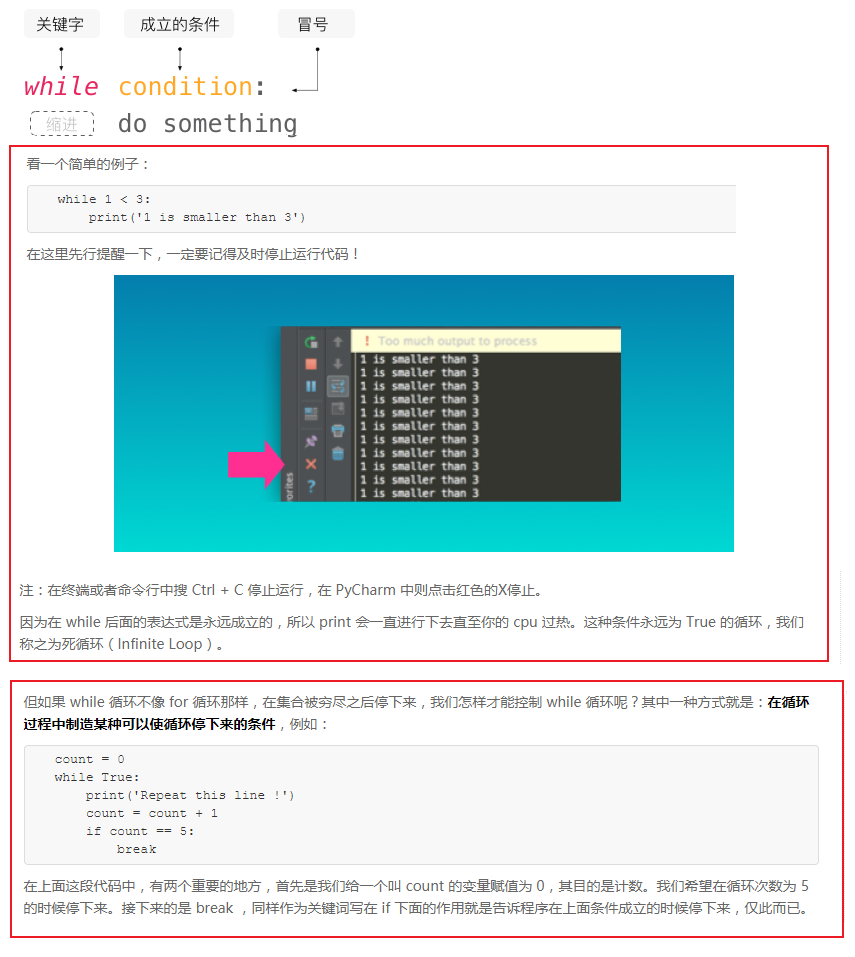 关键字 成立的条件 冒号
while condition:
缩进 do something
看一个简单的例子：
while 1 < 3:
print('1 is smaller than 3')
在这里先行提醒一下，一定要记得及时停止运行代码！
! Too much output to process
1 is smaller than 3
1 is smaller than 3
1 is smaller than 3
1 is smaller than 3
1 is smaller than 3
1 is smaller than 3
1 is smaller than 3
1 is smaller than 3
1 is smaller than 3
1 is smaller than 3
1 is smaller than 3
vorites
注：在终端或者命令行中搜 Ctrl + C 停止运行，在 PyCharm 中则点击红色的X停止。
因为在 while 后面的表达式是永远成立的，所以 print 会一直进行下去直至你的 cpu 过热。这种条件永远为 True 的循环，我们
称之为死循环（Infinite Loop）。
但如果 while 循环不像 for 循环那样，在集合被穷尽之后停下来，我们怎样才能控制 while 循环呢？其中一种方式就是：在循环
过程中制造某种可以使循环停下来的条件，例如：
count = 0
while True:
print('Repeat this line !')
count = count + 1
if count == 5:
break
在上面这段代码中，有两个重要的地方，首先是我们给一个叫 count 的变量赋值为 0，其目的是计数。我们希望在循环次数为 5
的时候停下来。接下来的是 break ，同样作为关键词写在 if 下面的作用就是告诉程序在上面条件成立的时候停下来，仅此而已。